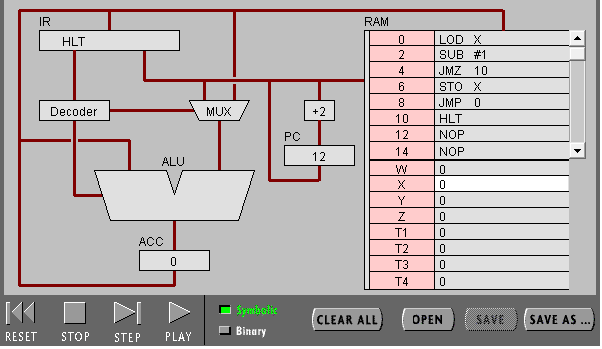 IR
HLT
Decoder
MUX
+2
PC
12
ALU
ACC
0
RAM
0 LOD X
2 SUB #1
4 JMZ 10
6 STO X
8 JMP 0
10 HLT
12 NOP
14 NOP
W 0
X 0
Y 0
Z 0
T1 0
T2 0
T3 0
T4 0
RESET STOP STEP PLAY
Symbolic
Binary
CLEAR ALL OPEN SAVE SAVE AS ...